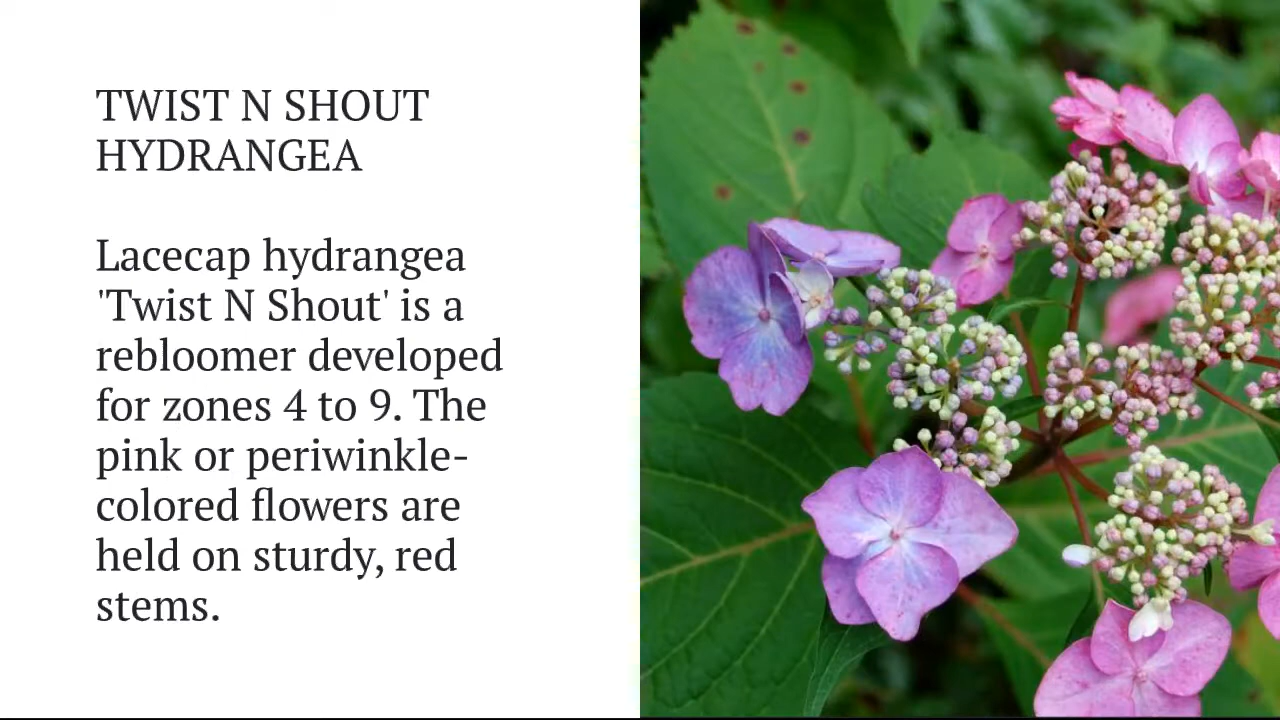 TWIST N SHOUT
HYDRANGEA
Lacecap hydrangea
'Twist N Shout' is a
rebloomer developed
for zones 4 to 9. The
pink or periwinkle-
colored flowers are
held on sturdy, red
stems.